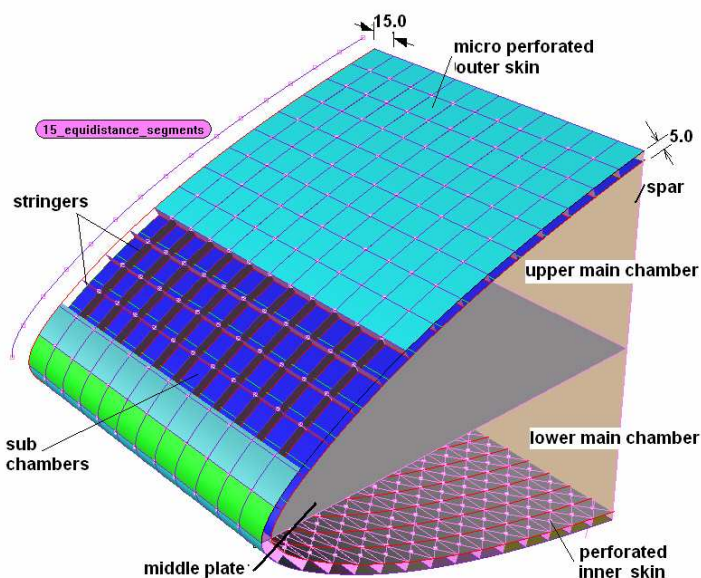 15.0
micro perforated
outer skin
15_equidistance_segments
5.0
stringers
spar
upper main chamber
sub
chambers
lower main chamber
middle plate
perforated
inner skin